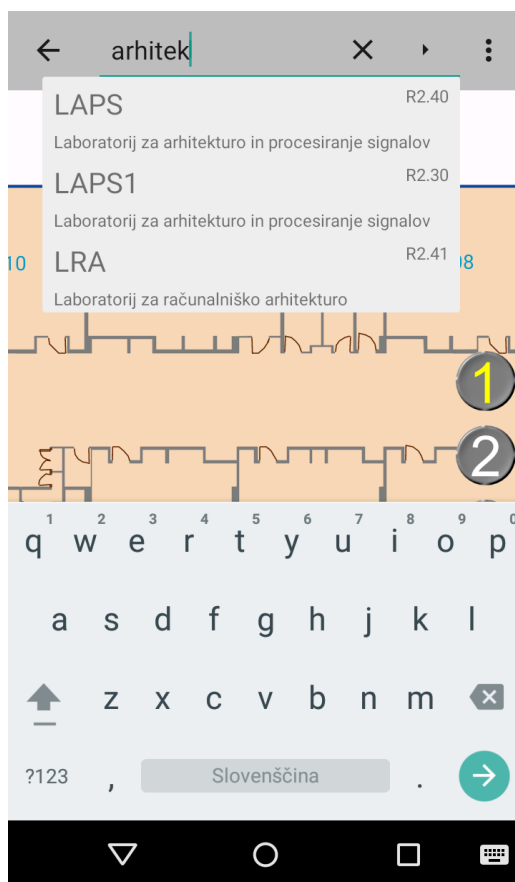 arhitek
LAPS R2.40
Laboratorij za arhitekturo in procesiranje signalov
LAPS1 R2.30
Laboratorij za arhitekturo in procesiranje signalov
10 LRA R2.41 08
Laboratorij za računalniško arhitekturo
1
2
1 2 3 4 5 6 7 8 9 0
q w e r t y u i o p
a s d f g h j k l
z x c v b n m
?123 , Slovenščina .